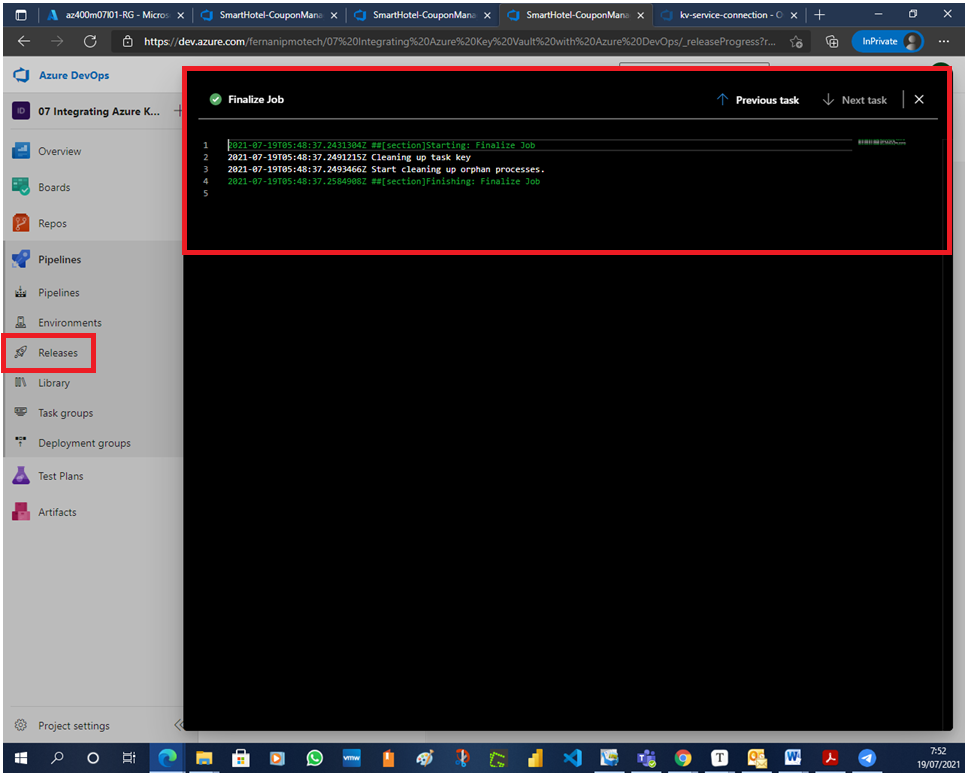 az400m07l01-RG - Micros
SmartHotel-CouponMana
SmartHotel-CouponMana
SmartHotel-CouponMana
kv-service-connection - O
https://dev.azure.com/fernanipmotech/07%20Integrating%20Azure%20Key%20Vault%20with%20Azure%20DevOps/_releaseProgress?r...
InPrivate
Azure DevOps
ID
07 Integrating Azure K...
Overview
Boards
Repos
Pipelines
Pipelines
Environments
Releases
Library
Task groups
Deployment groups
Test Plans
Artifacts
Project settings
Finalize Job
Previous task
Next task
1 2021-07-19T05:48:37.2431304Z ##[section]Starting: Finalize Job
2 2021-07-19T05:48:37.2491215Z Cleaning up task key
3 2021-07-19T05:48:37.2493466Z Start cleaning up orphan processes.
4 2021-07-19T05:48:37.2584908Z ##[section]Finishing: Finalize Job
5
vmw
T
W
7:52
19/07/2021